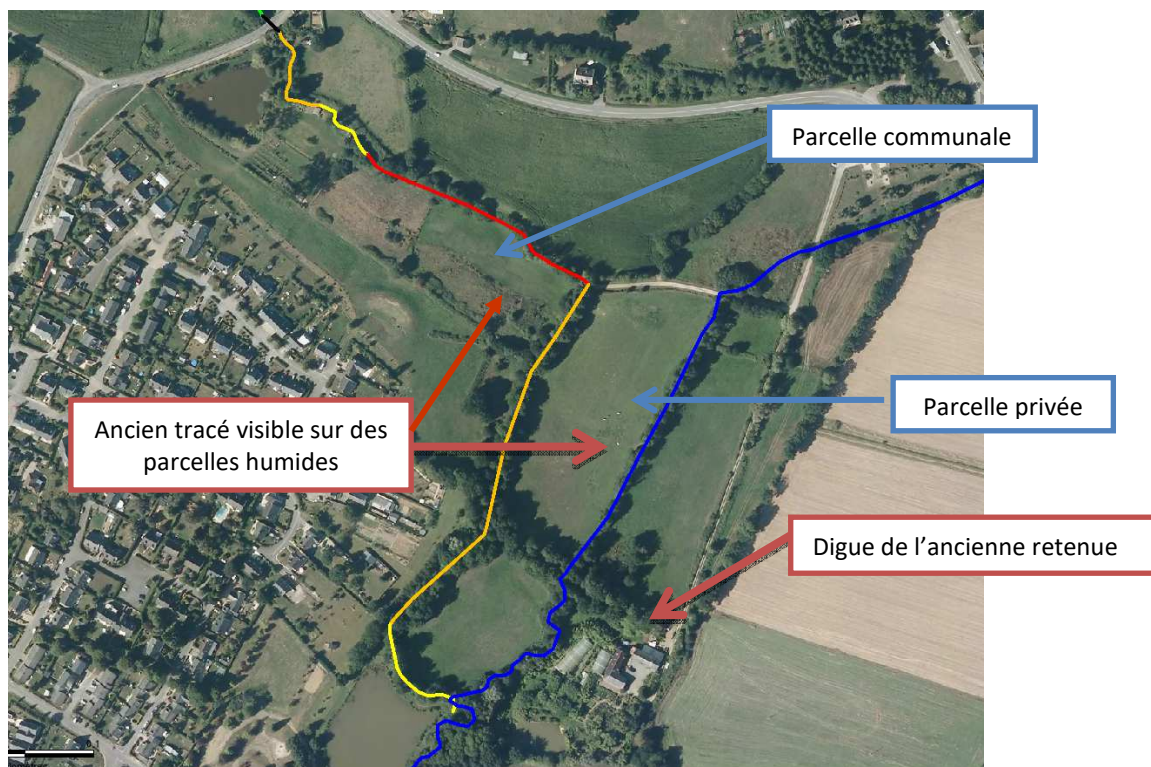 Parcelle communale
Parcelle privée
Ancien tracé visible sur des
parcelles humides
Digue de l’ancienne retenue